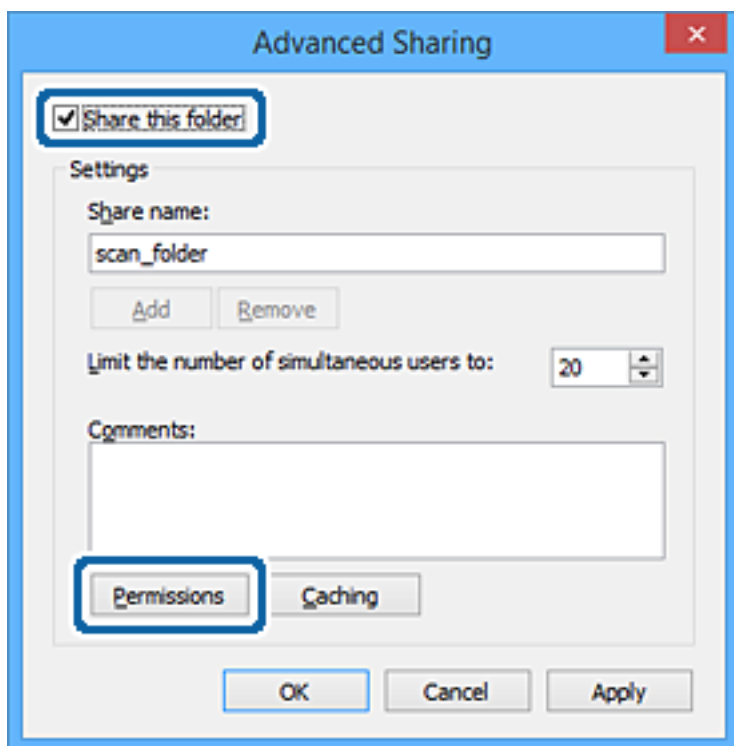 Advanced Sharing
Share this folder
Settings
Share name:
scan_folder
Add Remove
Limit the number of simultaneous users to: 20
Comments:
Permissions Caching
OK Cancel Apply